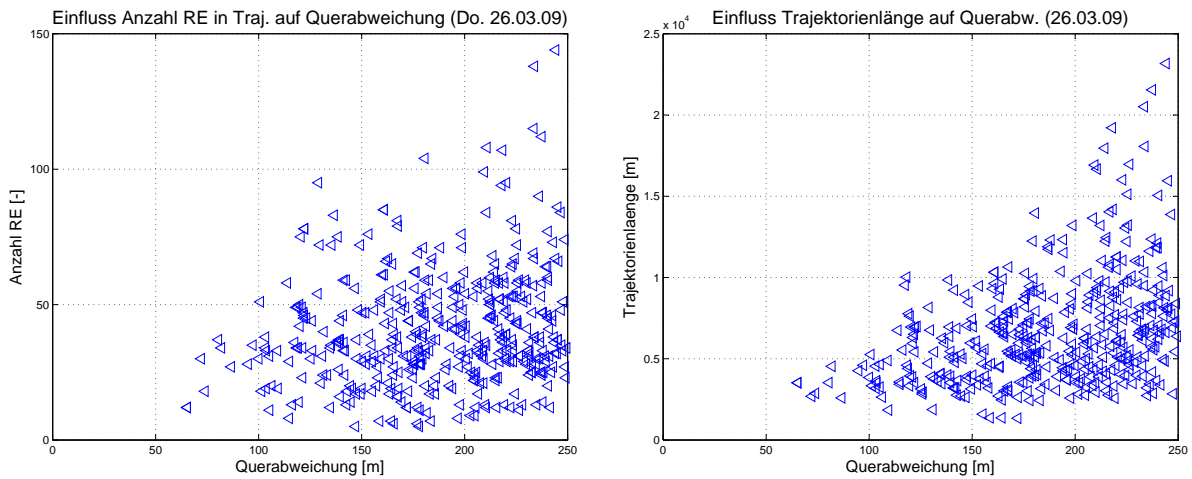 Einfluss Anzahl RE in Traj. auf Querabweichung (Do. 26.03.09)
150
100
50
0
Anzahl RE [-]
0 50 100 150 200 250
Querabweichung [m]
Einfluss Trajektorienlänge auf Querabw. (26.03.09)
x 10⁴
2.5
2
1.5
1
0.5
0
Trajektorienlaenge [m]
0 50 100 150 200 250
Querabweichung [m]